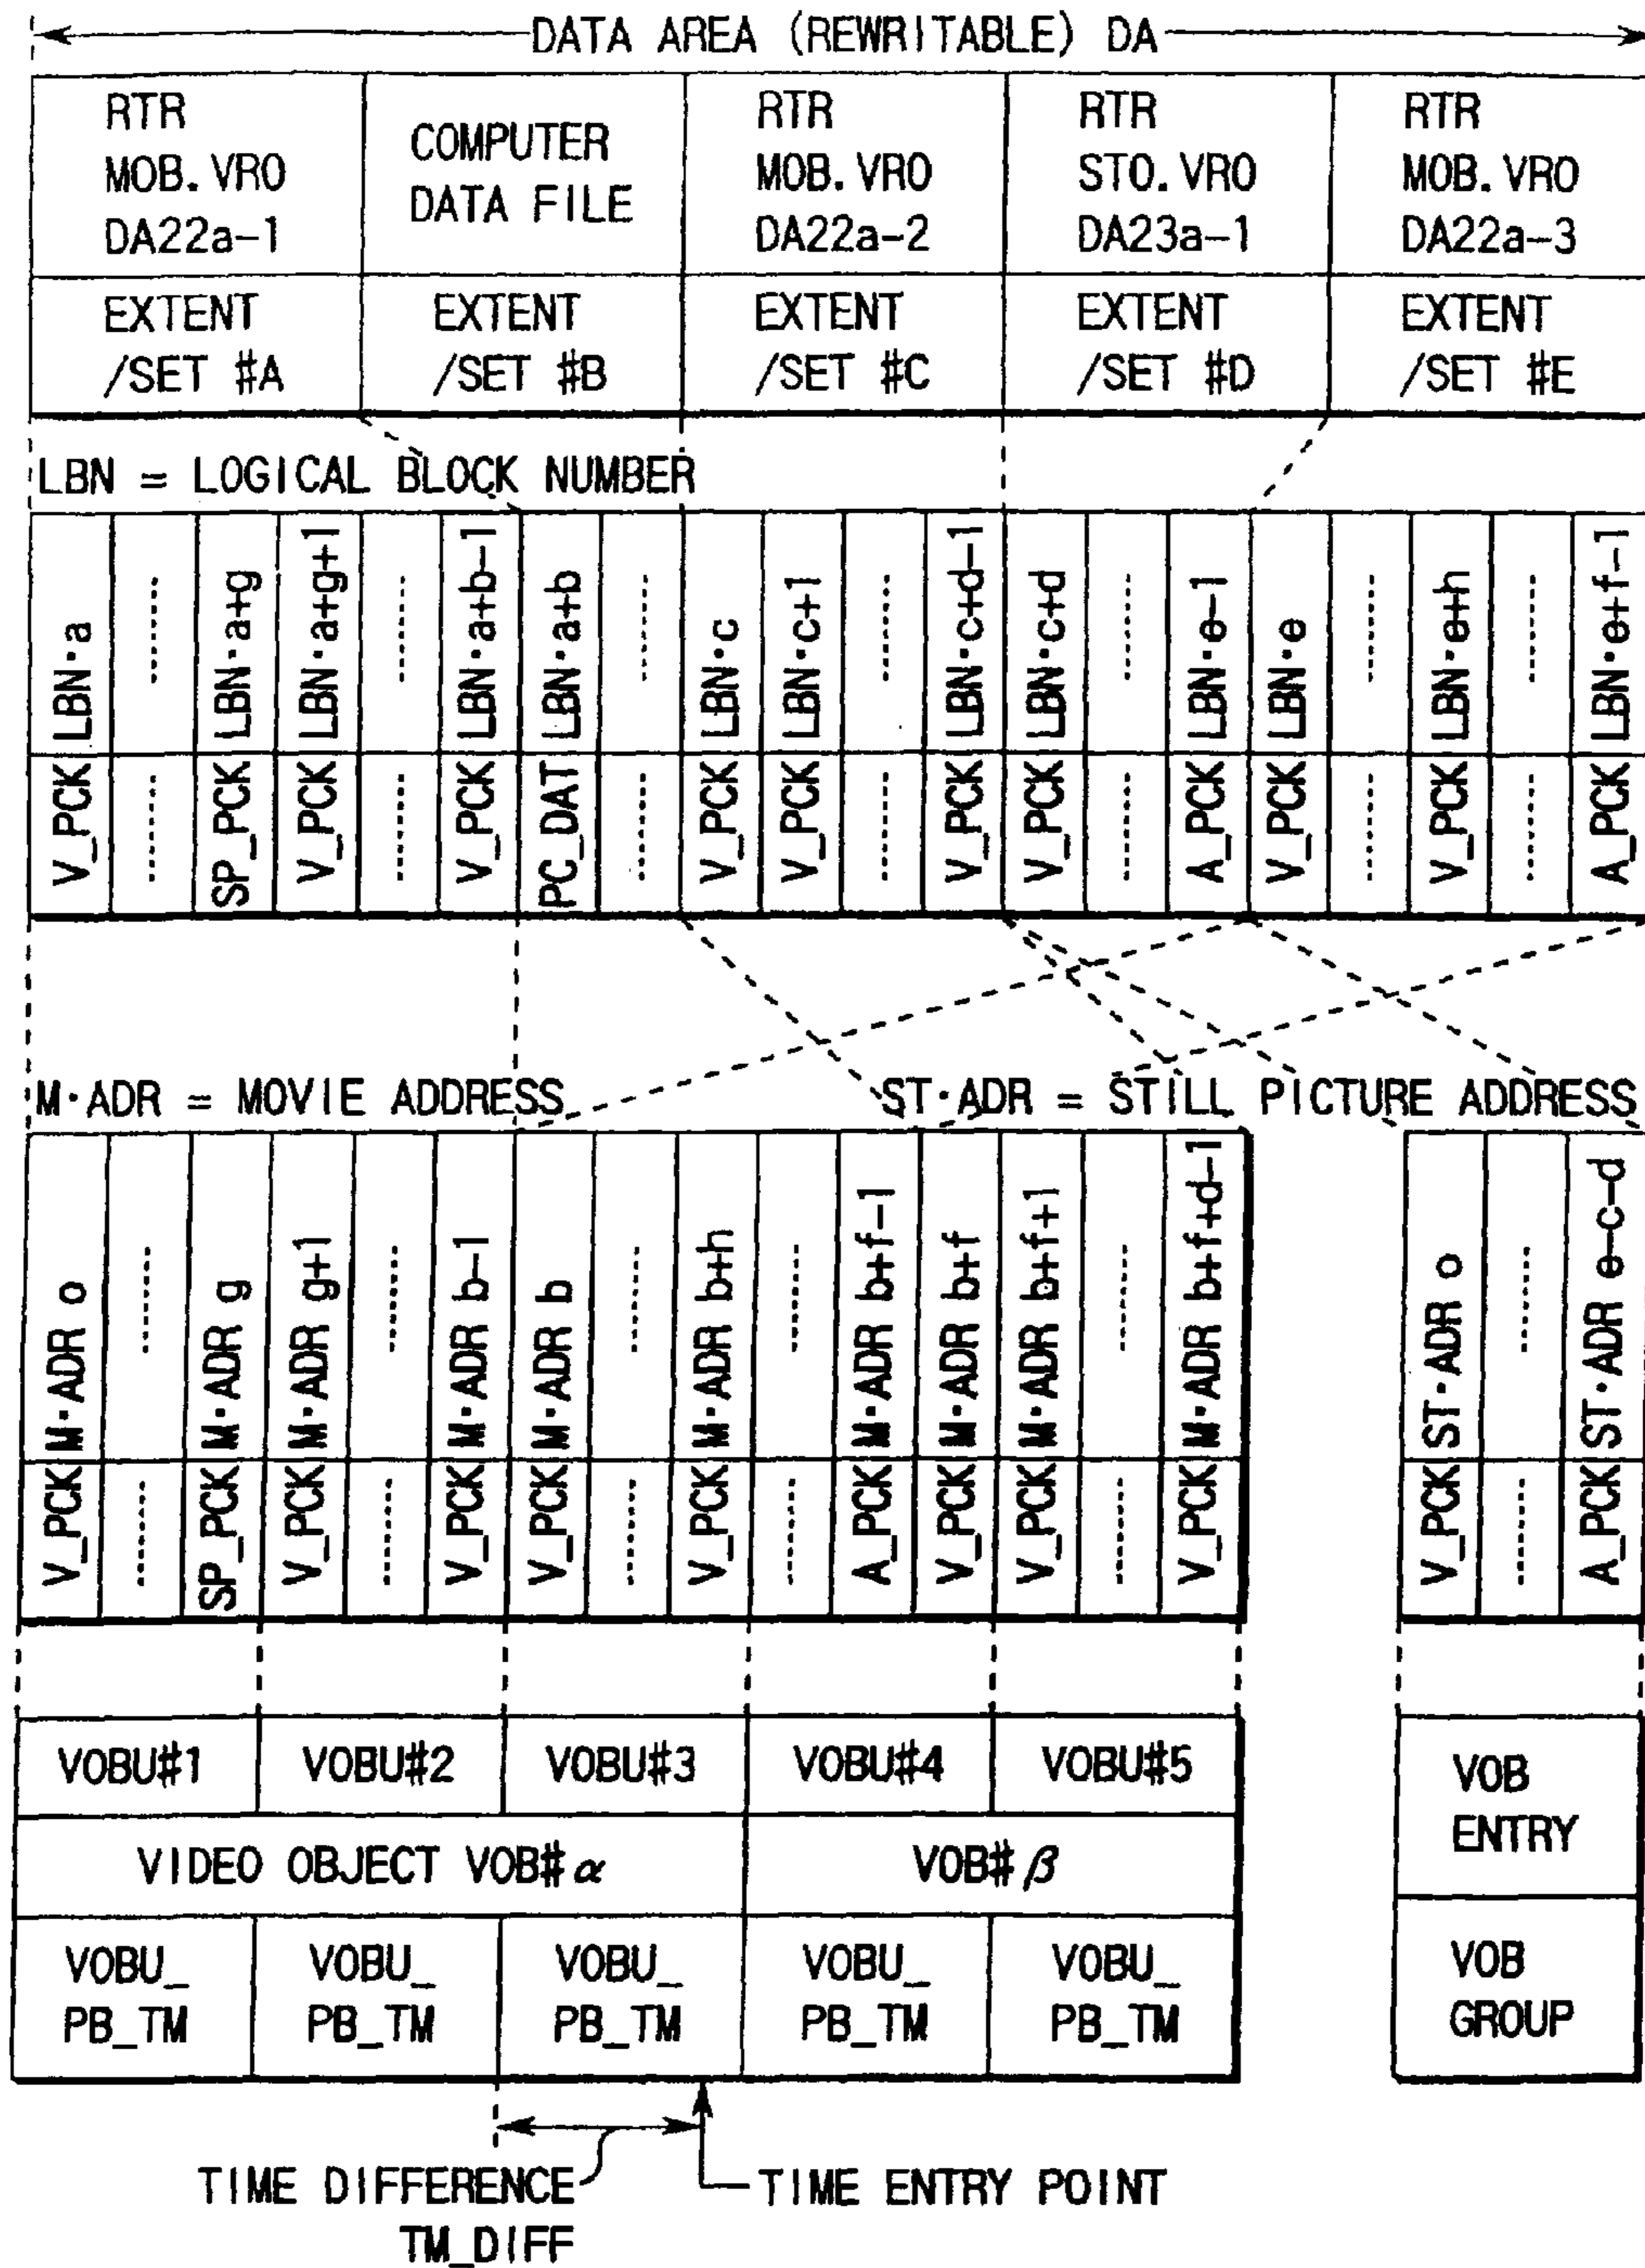 DATA AREA (REWRITABLE) DA
RTR
MOB.VRO
DA22a-1
COMPUTER
DATA FILE
RTR
MOB.VRO
DA22a-2
RTR
STO.VRO
DA23a-1
RTR
MOB.VRO
DA22a-3
EXTENT
/SET #A
EXTENT
/SET #B
EXTENT
/SET #C
EXTENT
/SET #D
EXTENT
/SET #E
LBN = LOGICAL BLOCK NUMBER
V_PCK LBN·a
SP_PCK LBN·a+g
V_PCK LBN·a+g+1
V_PCK LBN·a+b-1
PC_DAT LBN·a+b
V_PCK LBN·c
V_PCK LBN·c+1
V_PCK LBN·c+d-1
V_PCK LBN·c+d
A_PCK LBN·e-1
V_PCK LBN·e
V_PCK LBN·e+h
A_PCK LBN·e+f-1
M·ADR = MOVIE ADDRESS
ST·ADR = STILL PICTURE ADDRESS
V_PCK M·ADR o
SP_PCK M·ADR g
V_PCK M·ADR g+1
V_PCK M·ADR b-1
V_PCK M·ADR b
V_PCK M·ADR b+h
A_PCK M·ADR b+f-1
V_PCK M·ADR b+f
V_PCK M·ADR b+f+1
V_PCK M·ADR b+f+d-1
V_PCK ST·ADR o
A_PCK ST·ADR e-c-d
VOBU#1
VOBU#2
VOBU#3
VOBU#4
VOBU#5
VIDEO OBJECT VOB#α
VOB#β
VOBU_
PB_TM
VOBU_
PB_TM
VOBU_
PB_TM
VOBU_
PB_TM
VOBU_
PB_TM
VOB
ENTRY
VOB
GROUP
TIME DIFFERENCE
TM_DIFF
TIME ENTRY POINT